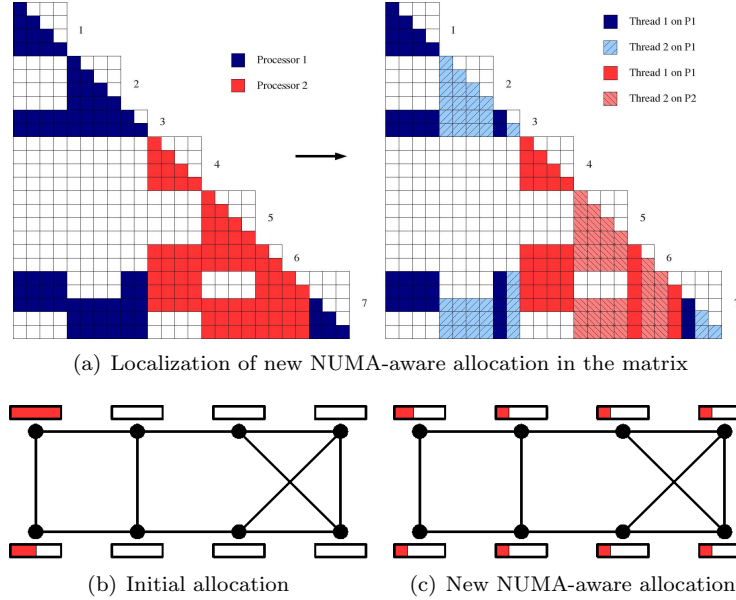 1
2
3
4
5
6
7
Processor 1
Processor 2
1
2
3
4
5
6
7
Thread 1 on P1
Thread 2 on P1
Thread 1 on P1
Thread 2 on P2
(a) Localization of new NUMA-aware allocation in the matrix
(b) Initial allocation
(c) New NUMA-aware allocation